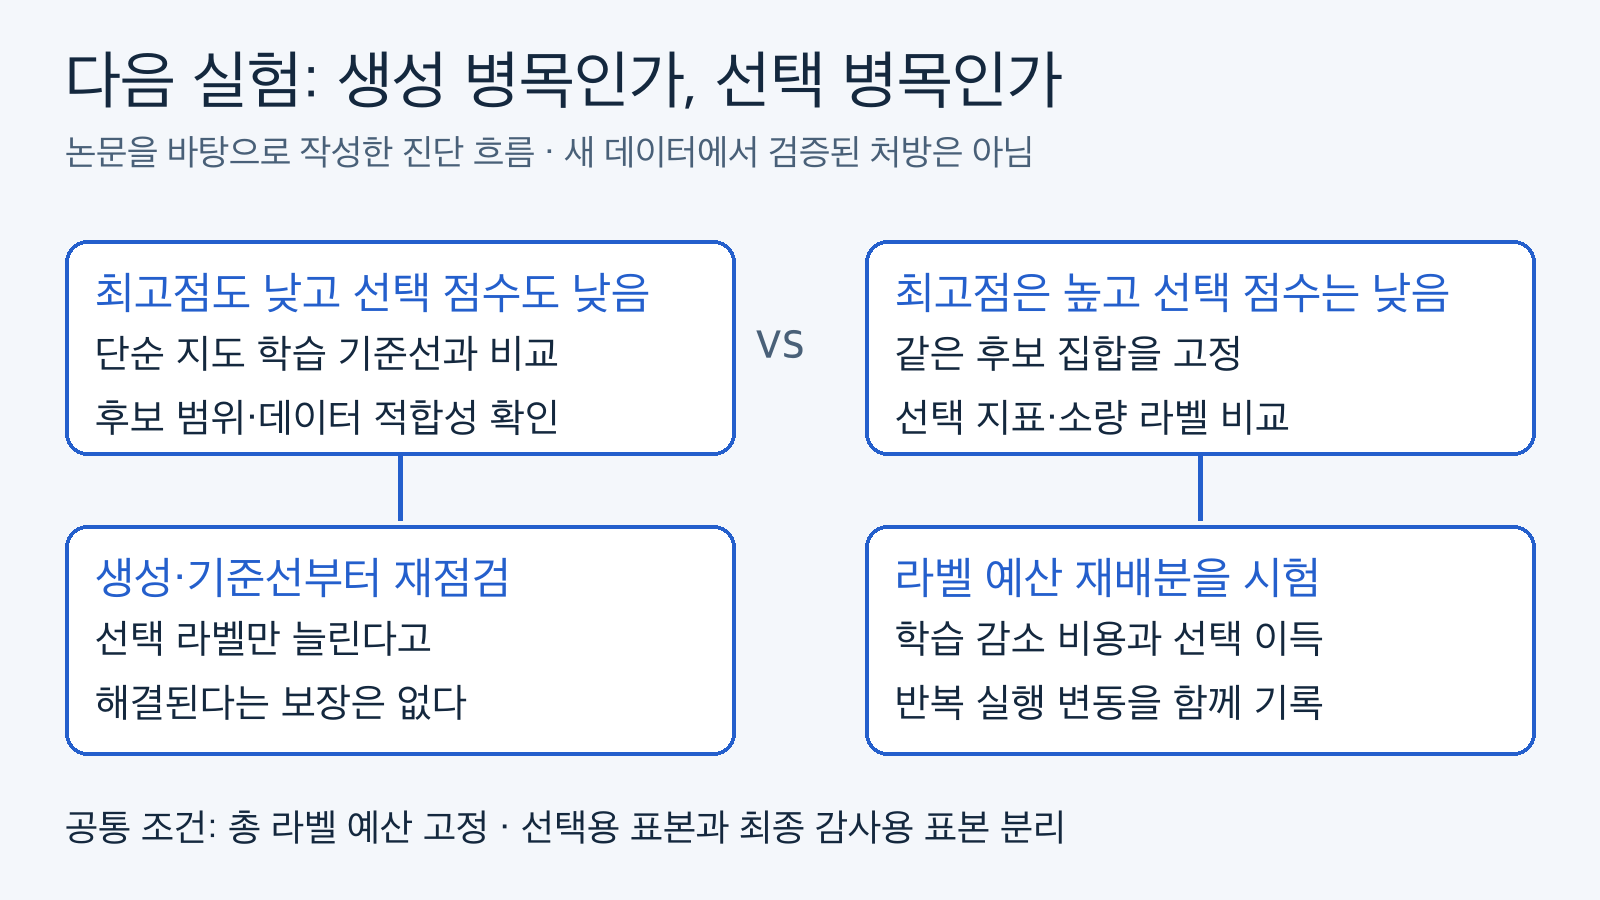 다음 실험: 생성 병목인가, 선택 병목인가
논문을 바탕으로 작성한 진단 흐름 · 새 데이터에서 검증된 처방은 아님
최고점도 낮고 선택 점수도 낮음
단순 지도 학습 기준선과 비교
후보 범위·데이터 적합성 확인
vs
최고점은 높고 선택 점수는 낮음
같은 후보 집합을 고정
선택 지표·소량 라벨 비교
생성·기준선부터 재점검
선택 라벨만 늘린다고
해결된다는 보장은 없다
라벨 예산 재배분을 시험
학습 감소 비용과 선택 이득
반복 실행 변동을 함께 기록
공통 조건: 총 라벨 예산 고정 · 선택용 표본과 최종 감사용 표본 분리